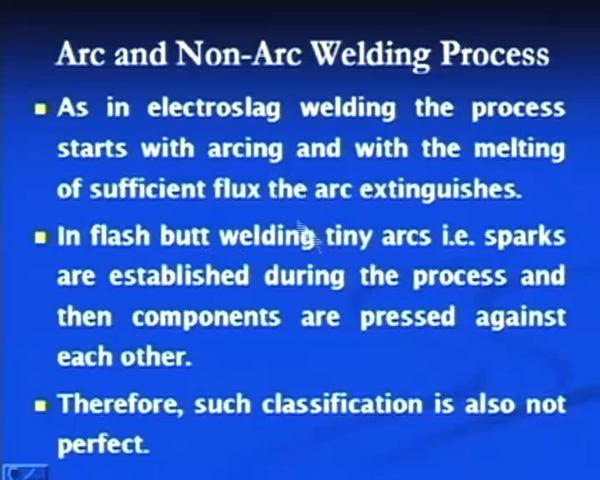 Arc and Non-Arc Welding Process
As in electroslag welding the process
starts with arcing and with the melting
of sufficient flux the arc extinguishes.
In flash butt welding tiny arcs i.e. sparks
are established during the process and
then components are pressed against
each other.
Therefore, such classification is also not
perfect.